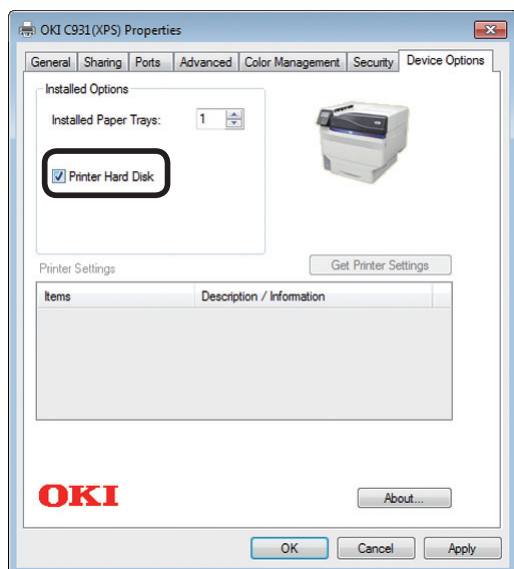 OKI C931(XPS) Properties
General Sharing Ports Advanced Color Management Security Device Options
Installed Options
Installed Paper Trays: 1
Printer Hard Disk
Printer Settings Get Printer Settings
Items Description / Information
OKI
About...
OK Cancel Apply